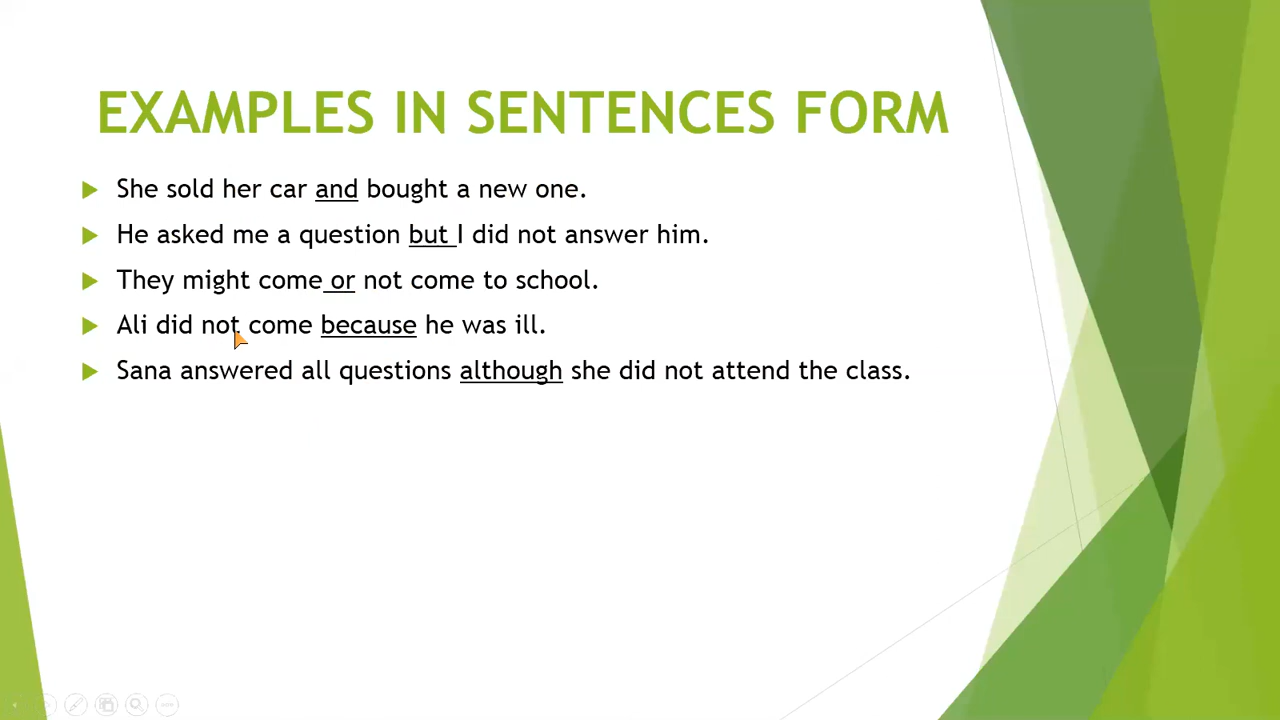 EXAMPLES IN SENTENCES FORM
She sold her car and bought a new one.
He asked me a question but I did not answer him.
They might come or not come to school.
Ali did not come because he was ill.
Sana answered all questions although she did not attend the class.